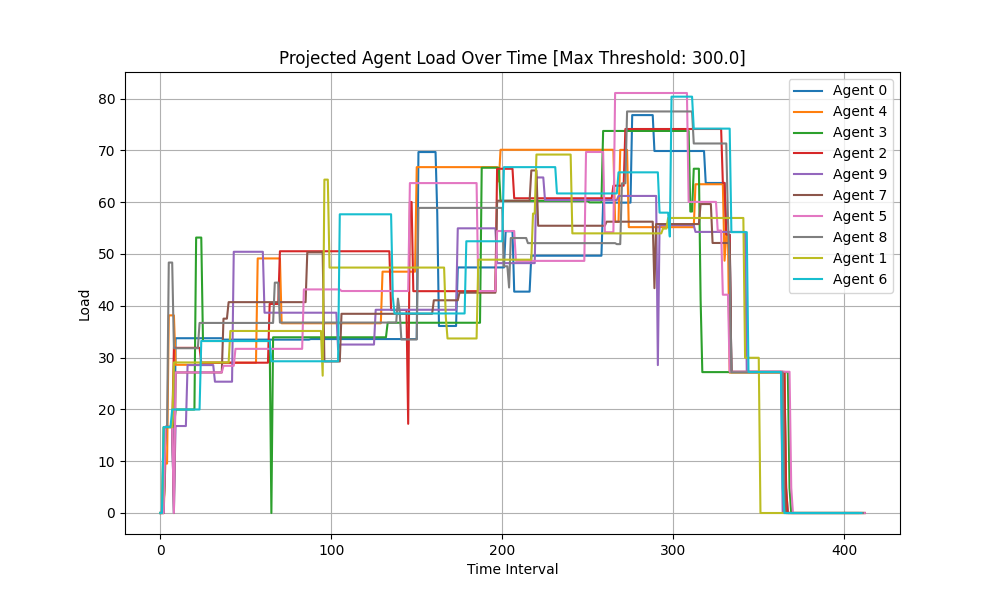 Projected Agent Load Over Time [Max Threshold: 300.0]
Load
80
70
60
50
40
30
20
10
0
0
100
200
300
400
Time Interval
Agent 0
Agent 4
Agent 3
Agent 2
Agent 9
Agent 7
Agent 5
Agent 8
Agent 1
Agent 6